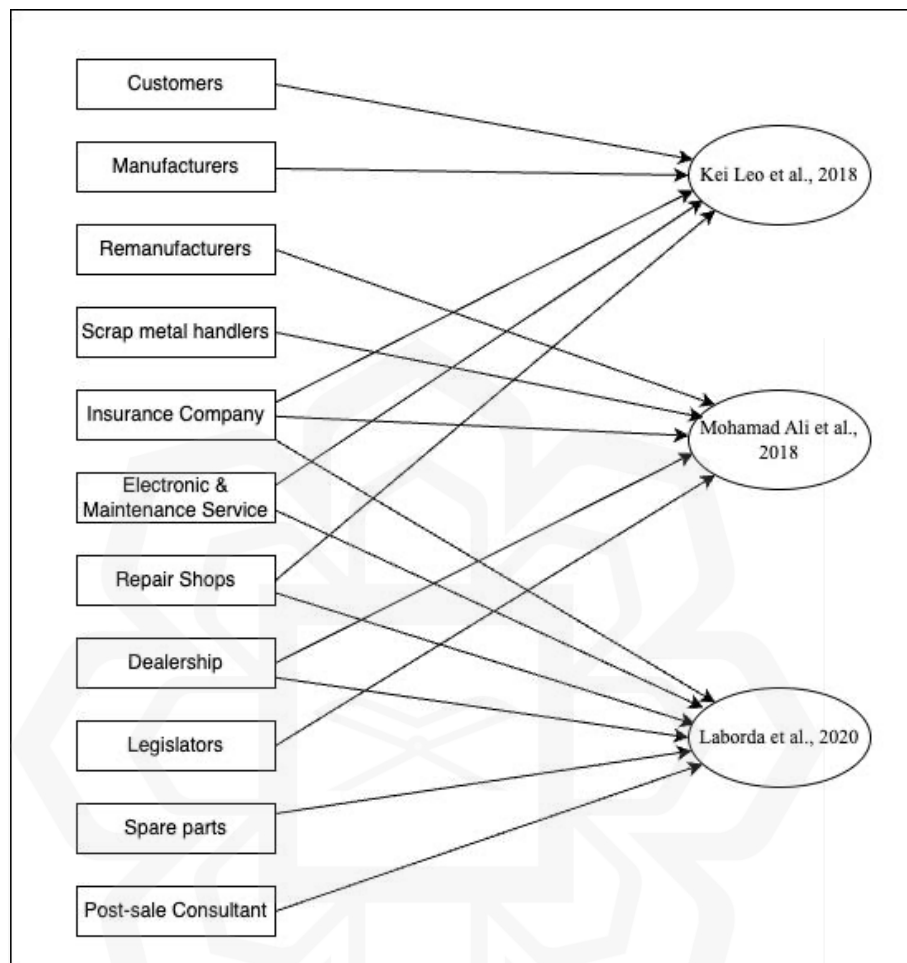 Customers
Manufacturers
Remanufacturers
Scrap metal handlers
Insurance Company
Electronic &
Maintenance Service
Repair Shops
Dealership
Legislators
Spare parts
Post-sale Consultant
Kei Leo et al., 2018
Mohamad Ali et al.,
2018
Laborda et al., 2020